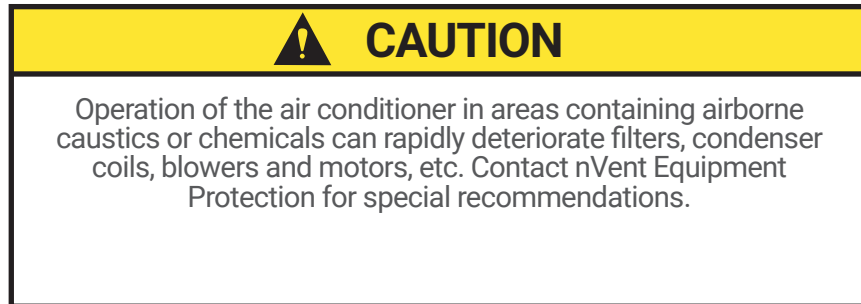 CAUTION
Operation of the air conditioner in areas containing airborne
caustics or chemicals can rapidly deteriorate filters, condenser
coils, blowers and motors, etc. Contact nVent Equipment
Protection for special recommendations.